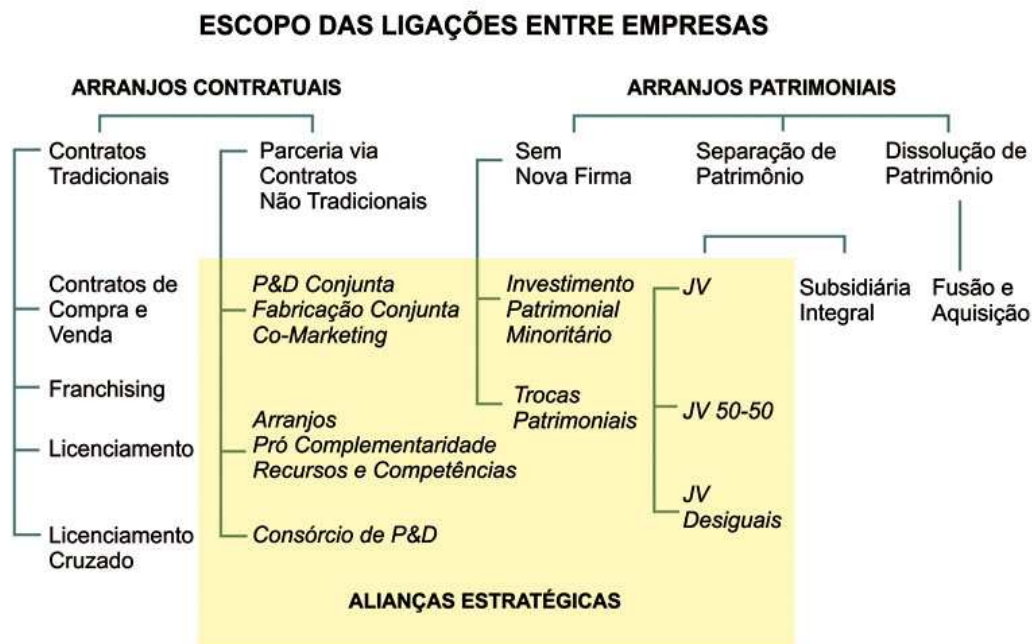 ESCOPO DAS LIGAÇÕES ENTRE EMPRESAS
ARRANJOS CONTRATUAIS
ARRANJOS PATRIMONIAIS
Contratos
Tradicionais
Parceria via
Contratos
Não Tradicionais
Sem
Nova Firma
Separação de
Patrimônio
Dissolução de
Patrimônio
Contratos de
Compra e
Venda
Franchising
Licenciamento
Licenciamento
Cruzado
P&D Conjunta
Fabricação Conjunta
Co-Marketing
Arranjos
Pró Complementaridade
Recursos e Competências
Consórcio de P&D
Investimento
Patrimonial
Minoritário
Trocas
Patrimoniais
JV
JV 50-50
JV
Desiguais
Subsidiária
Integral
Fusão e
Aquisição
ALIANÇAS ESTRATÉGICAS